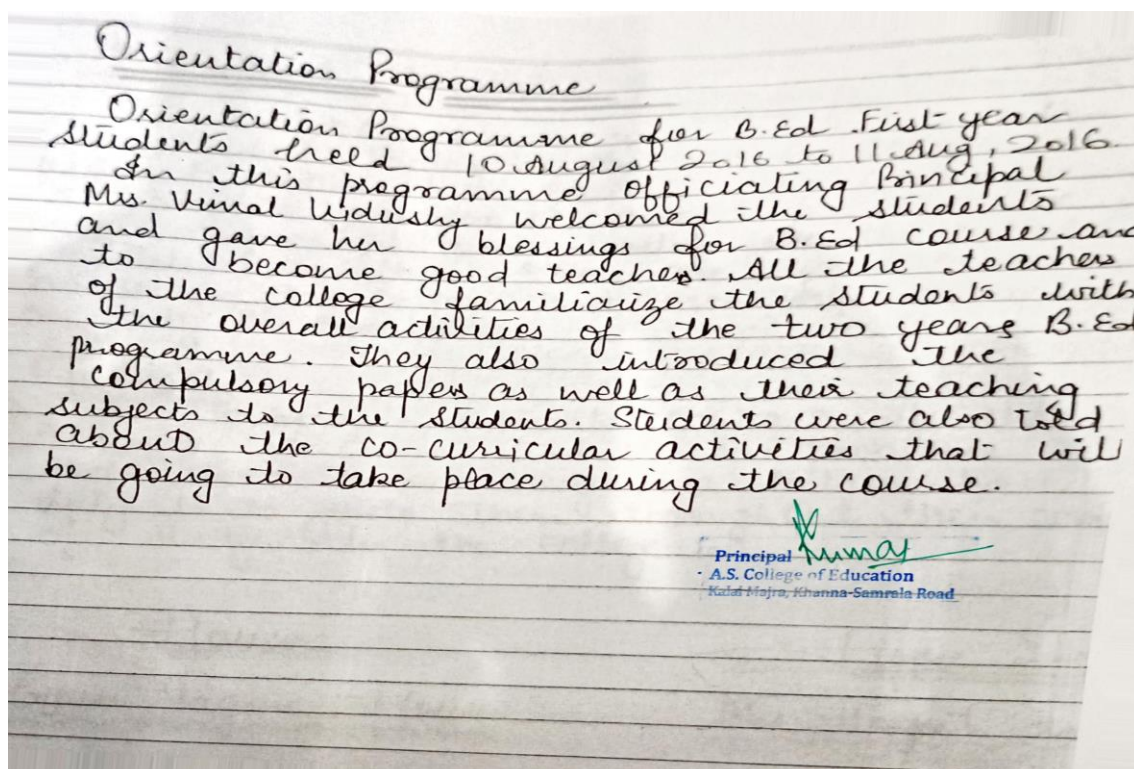 Orientation Programme
Orientation Programme for B.Ed. First year
students held 10 August 2016 to 11 Aug, 2016.
In this programme officiating Principal
Mrs. Vimal Vidushy welcomed the students
and gave her blessings for B.Ed course and
to become good teachers. All the teachers
of the college familiarize the students with
the overall activities of the two years B.Ed
programme. They also introduced the
compulsory papers as well as their teaching
subjects to the students. Students were also told
about the co-curricular activities that will
be going to take place during the course.
Kumar
Principal
A.S. College of Education
Kalal Majra, Khanna-Samrala Road